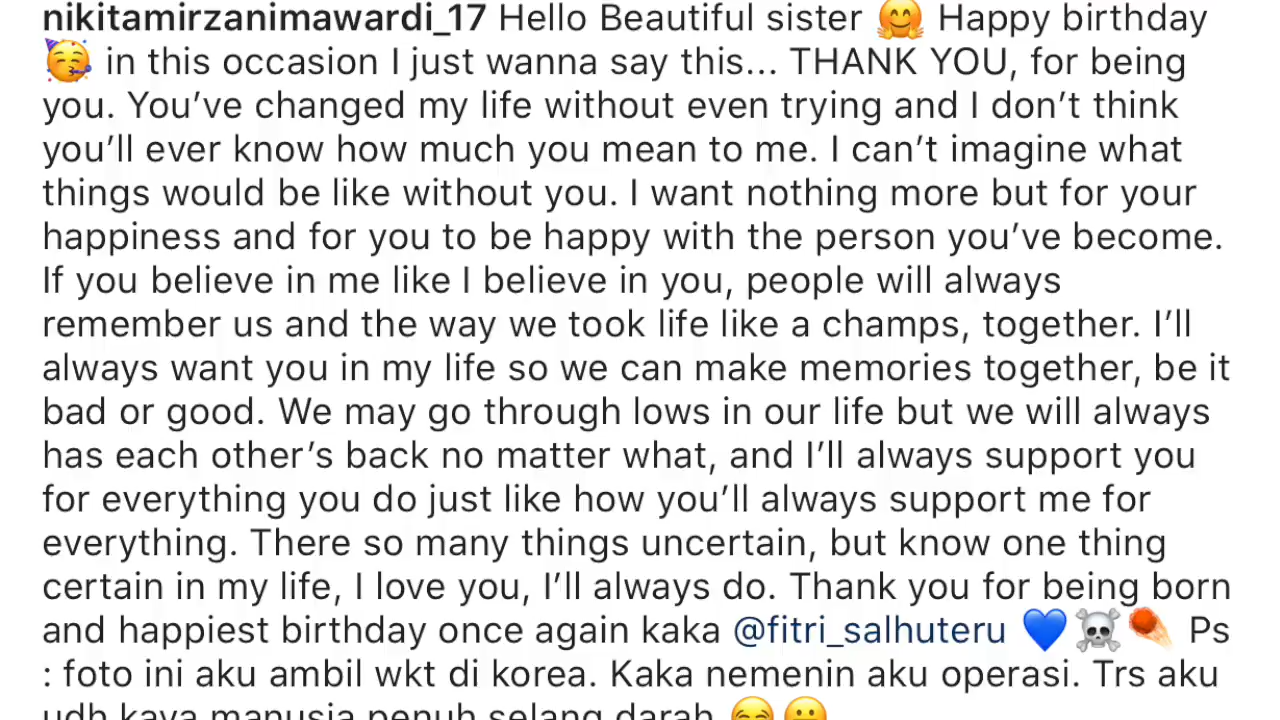 nikitamirzanimawardi_17 Hello Beautiful sister 🤗 Happy birthday
🥳 in this occasion I just wanna say this... THANK YOU, for being
you. You’ve changed my life without even trying and I don’t think
you’ll ever know how much you mean to me. I can’t imagine what
things would be like without you. I want nothing more but for your
happiness and for you to be happy with the person you’ve become.
If you believe in me like I believe in you, people will always
remember us and the way we took life like a champs, together. I’ll
always want you in my life so we can make memories together, be it
bad or good. We may go through lows in our life but we will always
has each other’s back no matter what, and I’ll always support you
for everything you do just like how you’ll always support me for
everything. There so many things uncertain, but know one thing
certain in my life, I love you, I’ll always do. Thank you for being born
and happiest birthday once again kaka @fitri_salhuteru 💙☠️☄️ Ps
: foto ini aku ambil wkt di korea. Kaka nemenin aku operasi. Trs aku
udh kaya manusia penuh selang darah 😂🙂